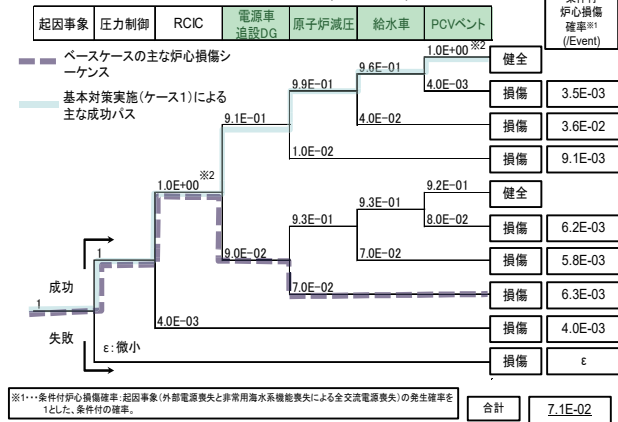 条件付
炉心損傷
確率※1
(/Event)
起因事象 圧力制御 RCIC 電源車 追設DG 原子炉減圧 給水車 PCVベント
ベースケースの主な炉心損傷シ
ーケンス
基本対策実施(ケース1)による
主な成功パス
1.0E+00 ※2
健全
9.6E-01
9.9E-01
4.0E-03
損傷 3.5E-03
9.1E-01
4.0E-02
損傷 3.6E-02
1.0E-02
損傷 9.1E-03
1.0E+00 ※2
9.2E-01
健全
9.3E-01
9.3E-01
8.0E-02
損傷 6.2E-03
9.0E-02
7.0E-02
損傷 5.8E-03
7.0E-02
損傷 6.3E-03
1
成功
1
4.0E-03
損傷 4.0E-03
失敗
ε:微小
損傷 ε
※1・・・条件付炉心損傷確率:起因事象(外部電源喪失と非常用海水系機能喪失による全交流電源喪失)の発生確率を
1とした、条件付の確率。
合計 7.1E-02